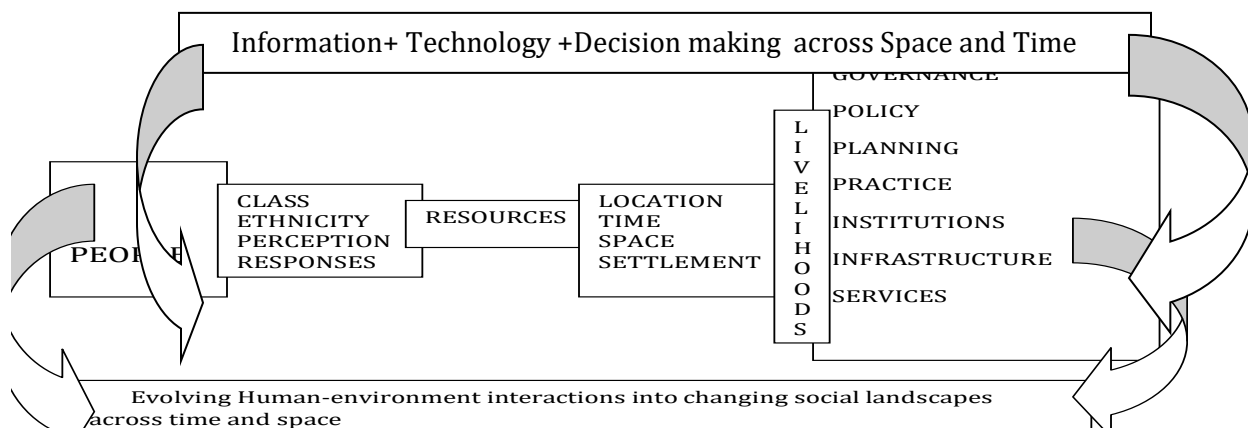 Information+ Technology +Decision making across Space and Time
GOVERNANCE
POLICY
PLANNING
PRACTICE
INSTITUTIONS
INFRASTRUCTURE
SERVICES
LIVELIHOODS
LOCATION
TIME
SPACE
SETTLEMENT
RESOURCES
CLASS
ETHNICITY
PERCEPTION
RESPONSES
PEOPLE
Evolving Human-environment interactions into changing social landscapes
across time and space